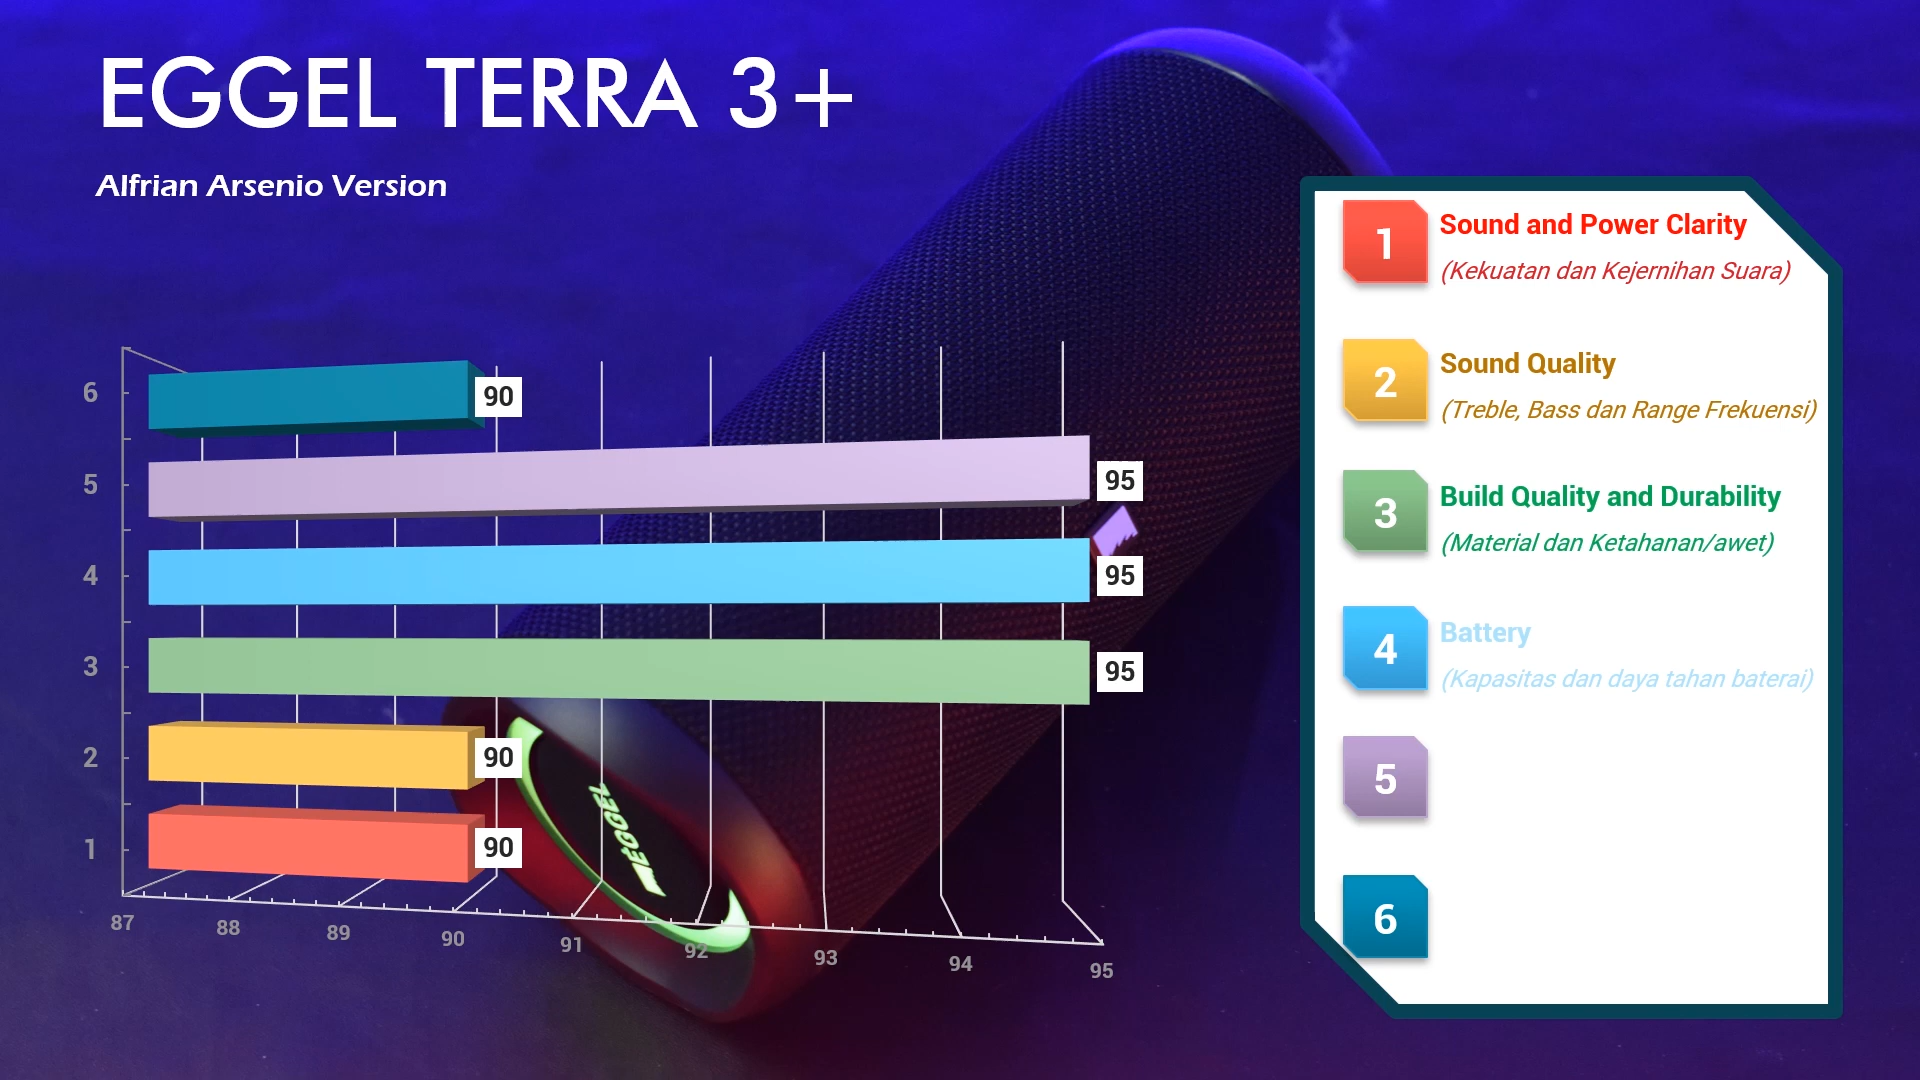 EGGEL TERRA 3+
Alfrian Arsenio Version
6
90
5
95
4
95
3
95
2
90
1
90
87
88
89
90
91
92
93
94
95
EGGEL
1
Sound and Power Clarity
(Kekuatan dan Kejernihan Suara)
2
Sound Quality
(Treble, Bass dan Range Frekuensi)
3
Build Quality and Durability
(Material dan Ketahanan/awet)
4
Battery
(Kapasitas dan daya tahan baterai)
5
6